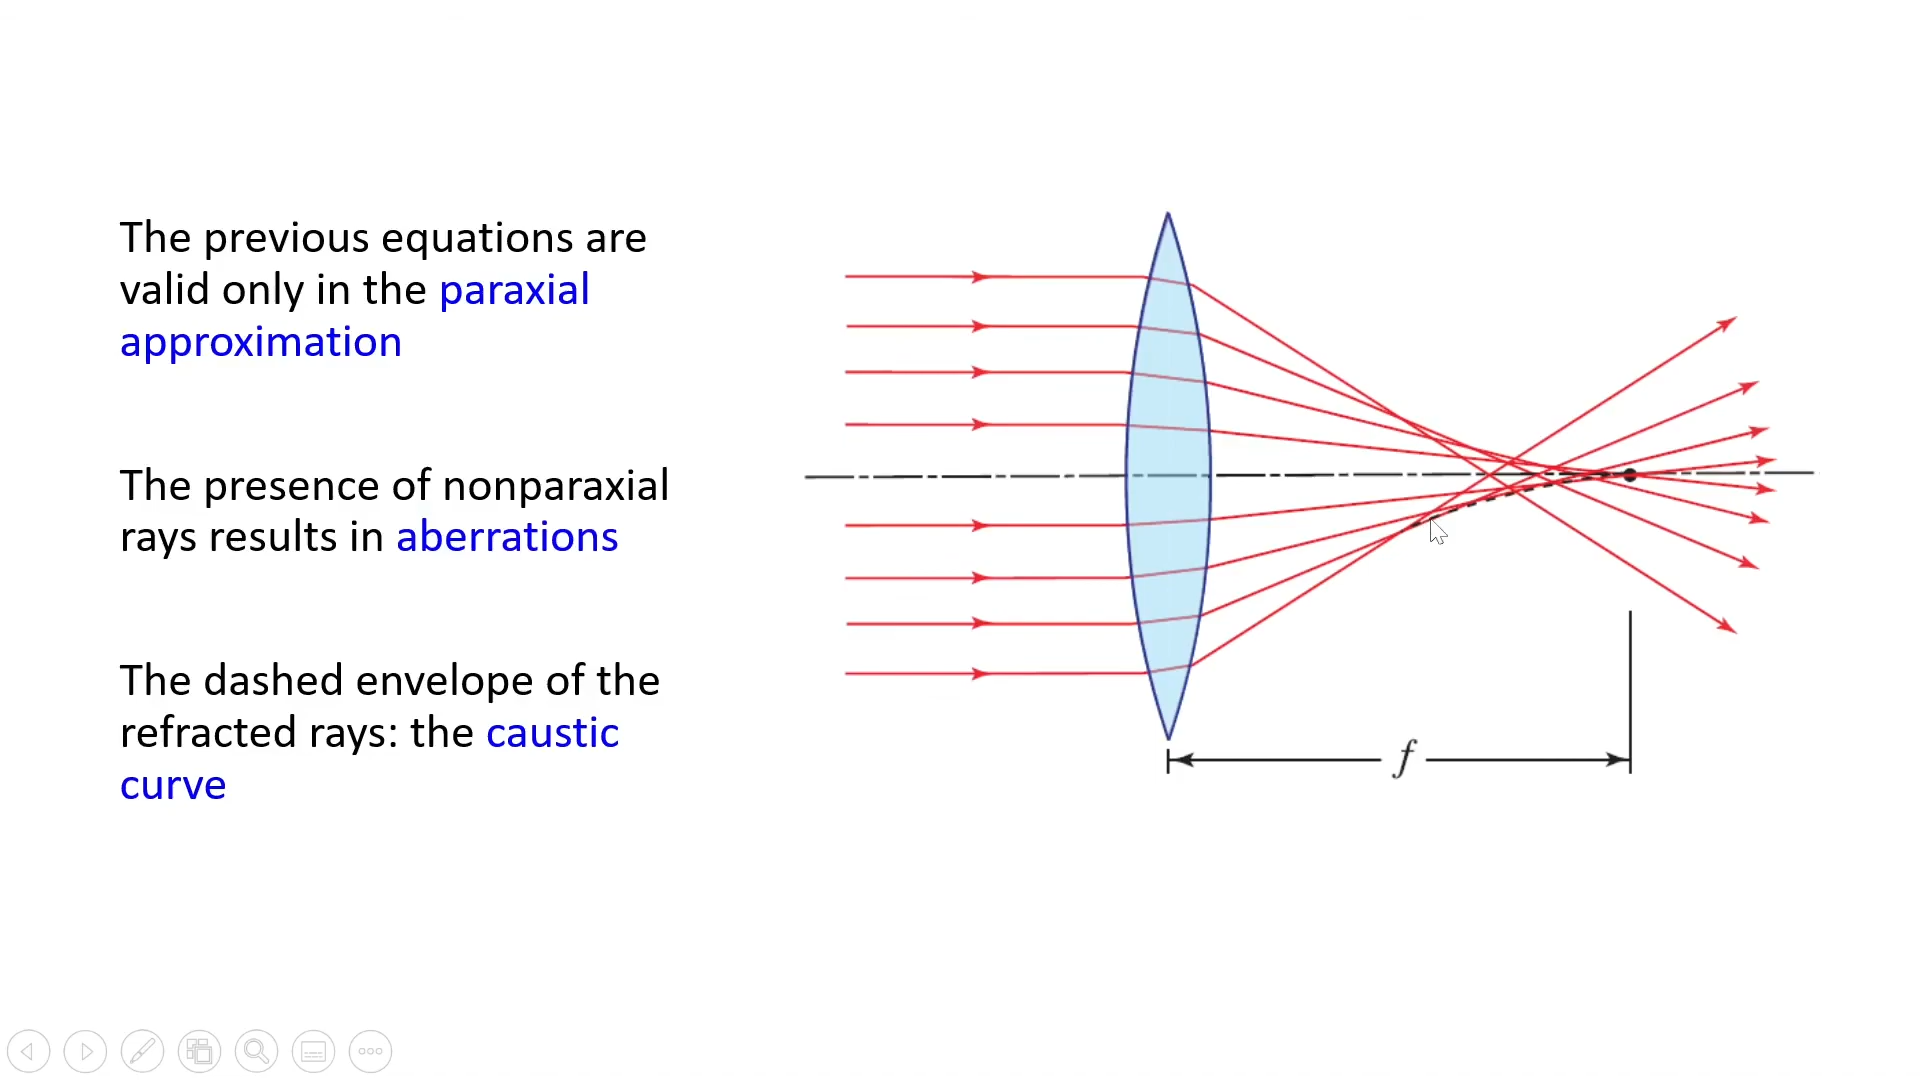 The previous equations are
valid only in the paraxial
approximation
The presence of nonparaxial
rays results in aberrations
The dashed envelope of the
refracted rays: the caustic
curve
f